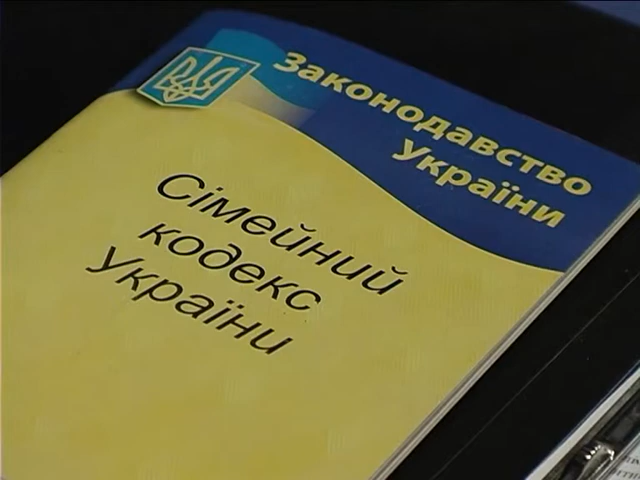 Законодавство
України
Сімейний
кодекс
України